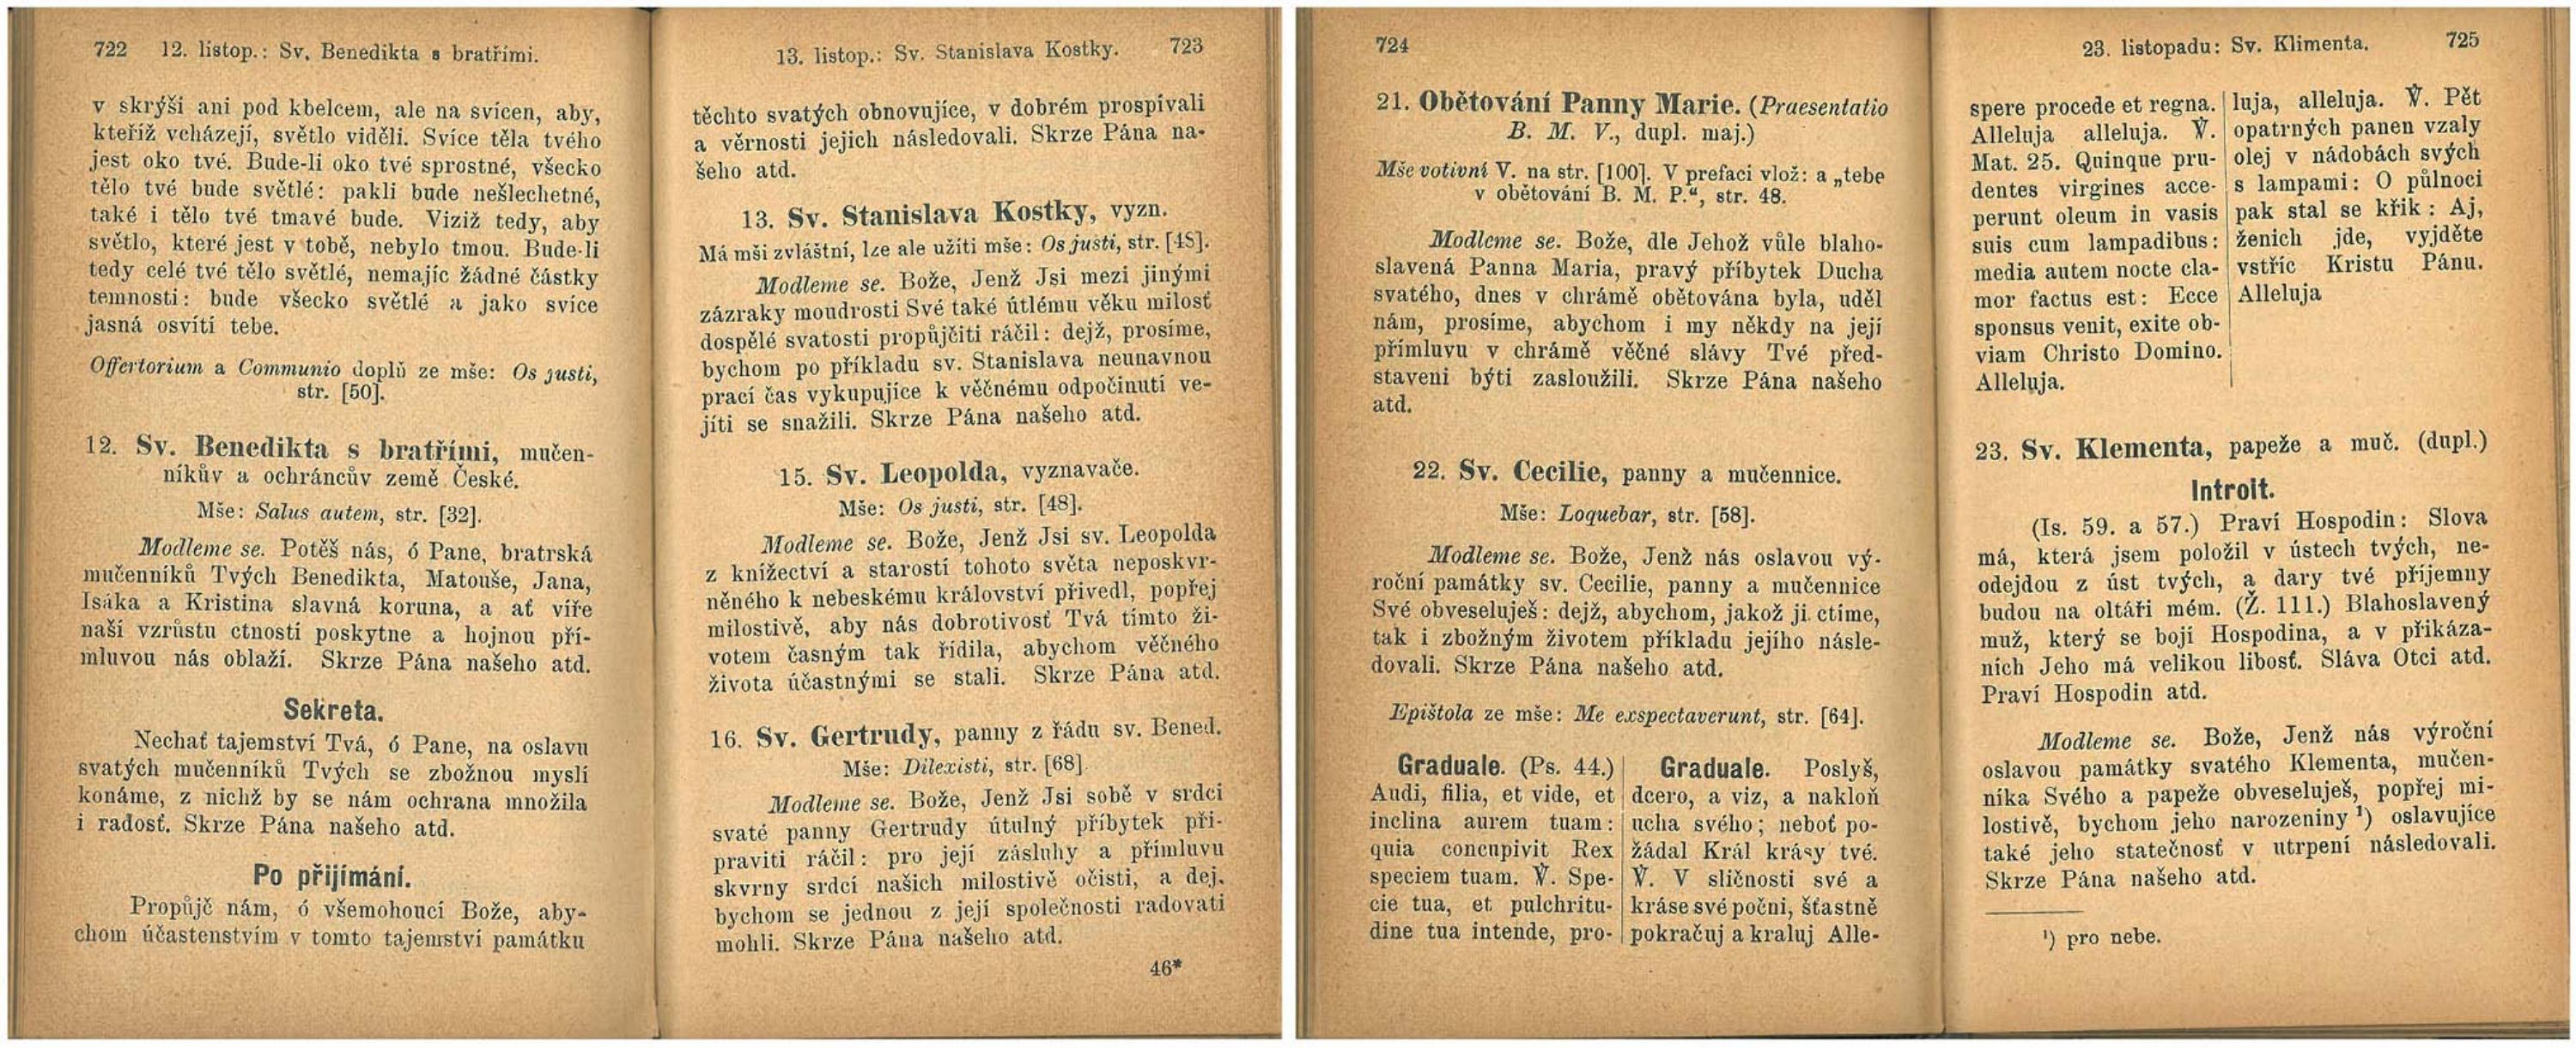 722 12. listop.: Sv. Benedikta s bratřími.
v skrýši ani pod kbelcem, ale na svícen, aby,
kteříž vcházejí, světlo viděli. Svíce těla tvého
jest oko tvé. Bude-li oko tvé sprostné, všecko
tělo tvé bude světlé: pakli bude nešlechetné,
také i tělo tvé tmavé bude. Viziž tedy, aby
světlo, které jest v tobě, nebylo tmou. Bude-li
tedy celé tvé tělo světlé, nemajíc žádné částky
temnosti: bude všecko světlé a jako svíce
jasná osvítí tebe.
Offertorium a Communio doplň ze mše: Os justi,
str. [50].
12. Sv. Benedikta s bratřími, mučen-
níkův a ochráncův země České.
Mše: Salus autem, str. [32].
Modleme se. Potěš nás, ó Pane, bratrská
mučenníků Tvých Benedikta, Matouše, Jana,
Isáka a Kristina slavná koruna, a ať víře
naší vzrůstu ctností poskytne a hojnou pří-
mluvou nás oblaží. Skrze Pána našeho atd.
Sekreta.
Nechať tajemství Tvá, ó Pane, na oslavu
svatých mučenníků Tvých se zbožnou myslí
konáme, z nichž by se nám ochrana množila
i radosť. Skrze Pána našeho atd.
Po přijímání.
Propůjč nám, ó všemohoucí Bože, aby-
chom účastenstvím v tomto tajemství památku
13. listop.: Sv. Stanislava Kostky. 723
těchto svatých obnovujíce, v dobrém prospívali
a věrnosti jejich následovali. Skrze Pána na-
šeho atd.
13. Sv. Stanislava Kostky, vyzn.
Má mši zvláštní, lze ale užíti mše: Os justi, str. [48].
Modleme se. Bože, Jenž Jsi mezi jinými
zázraky moudrosti Své také útlému věku milosť
dospělé svatosti propůjčiti ráčil: dejž, prosíme,
bychom po příkladu sv. Stanislava neunavnou
prací čas vykupujíce k věčnému odpočinutí ve-
jíti se snažili. Skrze Pána našeho atd.
15. Sv. Leopolda, vyznavače.
Mše: Os justi, str. [48].
Modleme se. Bože, Jenž Jsi sv. Leopolda
z knížectví a starostí tohoto světa neposkvr-
něného k nebeskému království přivedl, popřej
milostivě, aby nás dobrotivosť Tvá tímto ži-
votem časným tak řídila, abychom věčného
života účastnými se stali. Skrze Pána atd.
16. Sv. Gertrudy, panny z řádu sv. Bened.
Mše: Dilexisti, str. [68].
Modleme se. Bože, Jenž Jsi sobě v srdci
svaté panny Gertrudy útulný příbytek při-
praviti ráčil: pro její zásluhy a přímluvu
skvrny srdcí našich milostivě očisti, a dej,
bychom se jednou z její společnosti radovati
mohli. Skrze Pána našeho atd.
46*
724
21. Obětování Panny Marie. (Praesentatio
B. M. V., dupl. maj.)
Mše votivní V. na str. [100]. V prefaci vlož: a „tebe
v obětování B. M. P.“, str. 48.
Modleme se. Bože, dle Jehož vůle blaho-
slavená Panna Maria, pravý příbytek Ducha
svatého, dnes v chrámě obětována byla, uděl
nám, prosíme, abychom i my někdy na její
přímluvu v chrámě věčné slávy Tvé před-
staveni býti zasloužili. Skrze Pána našeho
atd.
22. Sv. Cecilie, panny a mučennice.
Mše: Loquebar, str. [58].
Modleme se. Bože, Jenž nás oslavou vý-
roční památky sv. Cecilie, panny a mučennice
Své obveseluješ: dejž, abychom, jakož ji ctíme,
tak i zbožným životem příkladu jejího násle-
dovali. Skrze Pána našeho atd.
Epištola ze mše: Me exspectaverunt, str. [64].
Graduale. (Ps. 44.)
Audi, filia, et vide, et
inclina aurem tuam:
quia concupivit Rex
speciem tuam. ℣. Spe-
cie tua, et pulchritu-
dine tua intende, pro-
Graduale. Poslyš,
dcero, a viz, a nakloň
ucha svého; neboť po-
žádal Král krásy tvé.
℣. V sličnosti své a
kráse své počni, šťastně
pokračuj a kraluj Alle-
23. listopadu: Sv. Klimenta. 725
spere procede et regna.
Alleluja alleluja. ℣.
Mat. 25. Quinque pru-
dentes virgines acce-
perunt oleum in vasis
suis cum lampadibus:
media autem nocte cla-
mor factus est: Ecce
sponsus venit, exite ob-
viam Christo Domino.
Alleluja.
luja, alleluja. ℣. Pět
opatrných panen vzaly
olej v nádobách svých
s lampami: O půlnoci
pak stal se křik: Aj,
ženich jde, vyjděte
vstříc Kristu Pánu.
Alleluja
23. Sv. Klementa, papeže a muč. (dupl.)
Introit.
(Is. 59. a 57.) Praví Hospodin: Slova
má, která jsem položil v ústech tvých, ne-
odejdou z úst tvých, a dary tvé příjemny
budou na oltáři mém. (Ž. 111.) Blahoslavený
muž, který se bojí Hospodina, a v přikáza-
ních Jeho má velikou libosť. Sláva Otci atd.
Praví Hospodin atd.
Modleme se. Bože, Jenž nás výroční
oslavou památky svatého Klementa, mučen-
níka Svého a papeže obveseluješ, popřej mi-
lostivě, bychom jeho narozeniny ¹) oslavujíce
také jeho statečnosť v utrpení následovali.
Skrze Pána našeho atd.
¹) pro nebe.